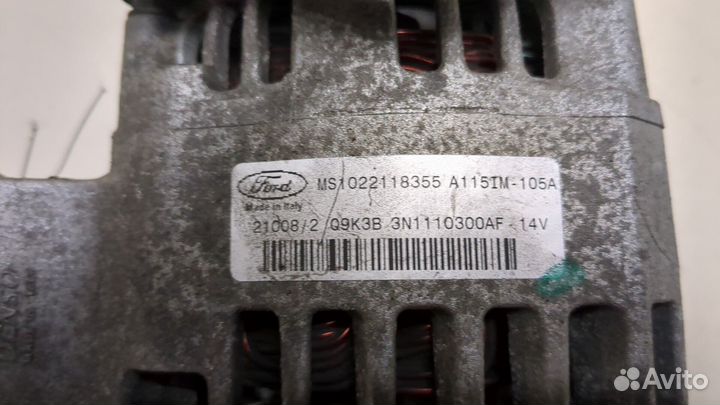 Ford MS1022118355 A115IM-105A
Made in Italy
21008/2 Q9K3B 3N1110300AF 14V
Avito